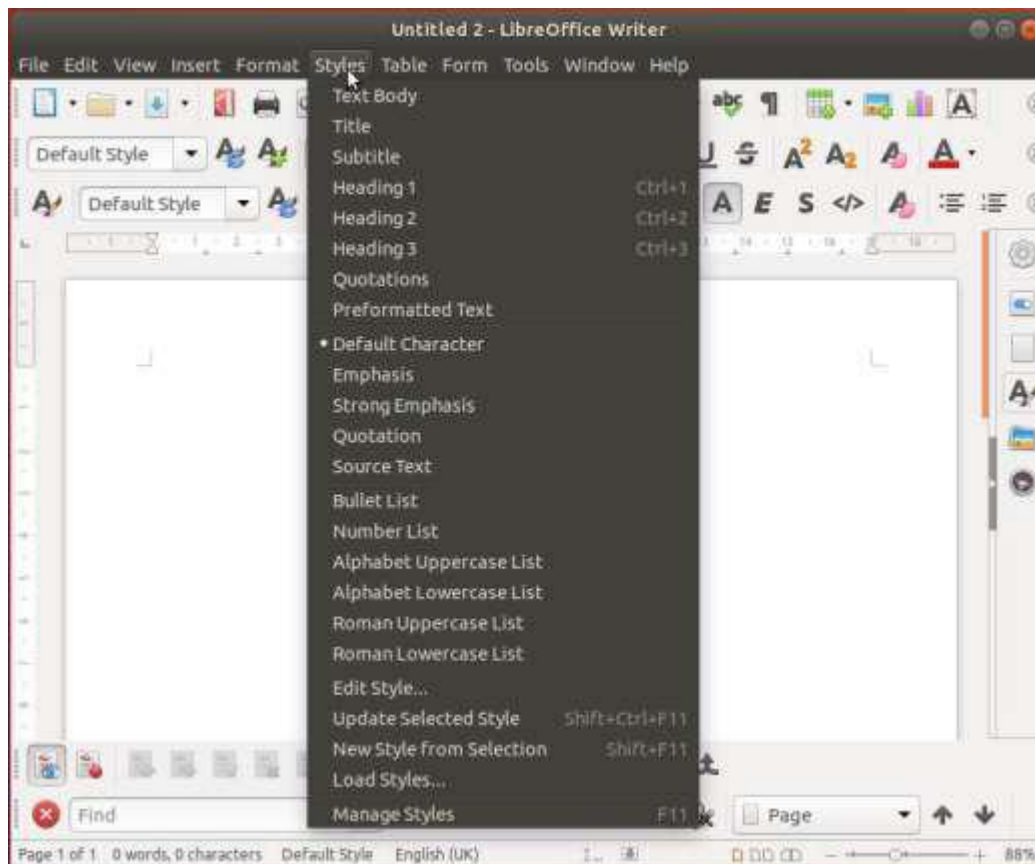 Untitled 2 - LibreOffice Writer
File Edit View Insert Format Styles Table Form Tools Window Help
Text Body
Title
Default Style
Subtitle
Heading 1 Ctrl+1
Default Style
Heading 2 Ctrl+2
Heading 3 Ctrl+3
Quotations
Preformatted Text
• Default Character
Emphasis
Strong Emphasis
Quotation
Source Text
Bullet List
Number List
Alphabet Uppercase List
Alphabet Lowercase List
Roman Uppercase List
Roman Lowercase List
Edit Style...
Update Selected Style Shift+Ctrl+F11
New Style from Selection Shift+F11
Load Styles...
Manage Styles F11
Find
Page
Page 1 of 1 0 words, 0 characters Default Style English (UK) 88%